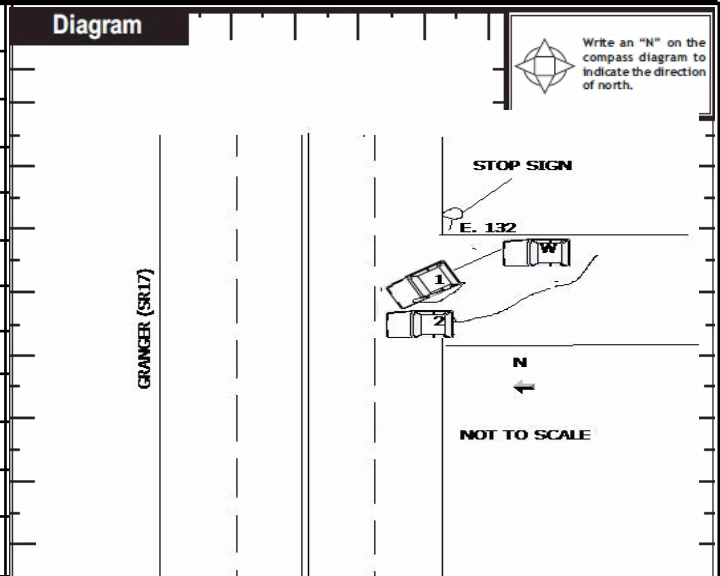 Diagram
Write an “N” on the
compass diagram to
indicate the direction
of north.
STOP SIGN
E. 132
W
1
2
GRANGER (SR17)
N
NOT TO SCALE